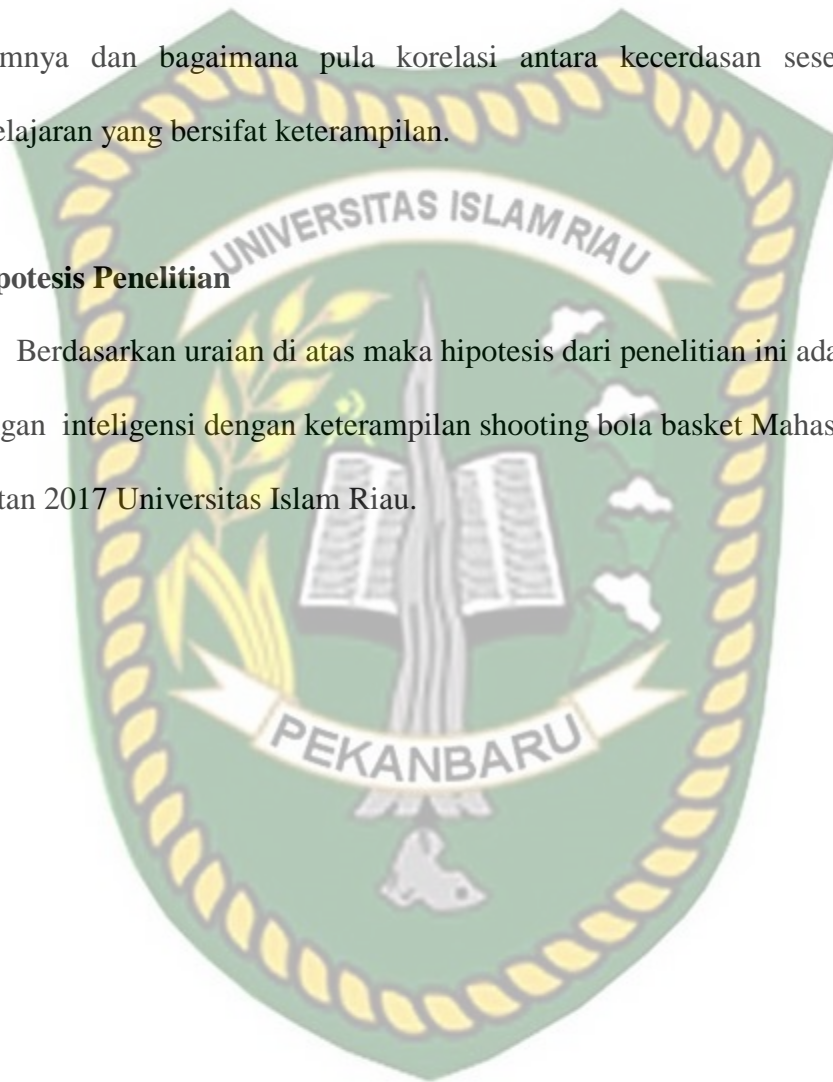 mnya dan bagaimana pula korelasi antara kecerdasan sese
elajaran yang bersifat keterampilan.
UNIVERSITAS ISLAM RIAU
potesis Penelitian
Berdasarkan uraian di atas maka hipotesis dari penelitian ini ada
gan inteligensi dengan keterampilan shooting bola basket Mahas
tan 2017 Universitas Islam Riau.
PEKANBARU